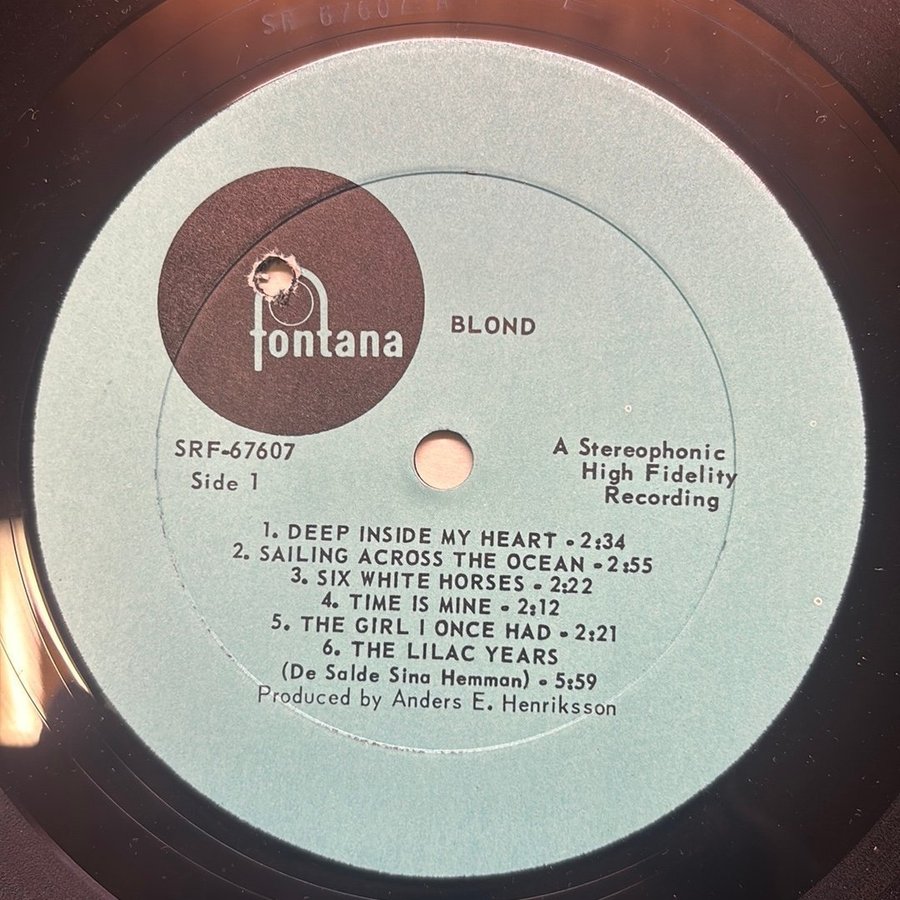 SR 67607 A
fontana
BLOND
SRF-67607
Side 1
A Stereophonic
High Fidelity
Recording
1. DEEP INSIDE MY HEART - 2:34
2. SAILING ACROSS THE OCEAN - 2:55
3. SIX WHITE HORSES - 2:22
4. TIME IS MINE - 2:12
5. THE GIRL I ONCE HAD - 2:21
6. THE LILAC YEARS
(De Salde Sina Hemman) - 5:59
Produced by Anders E. Henriksson